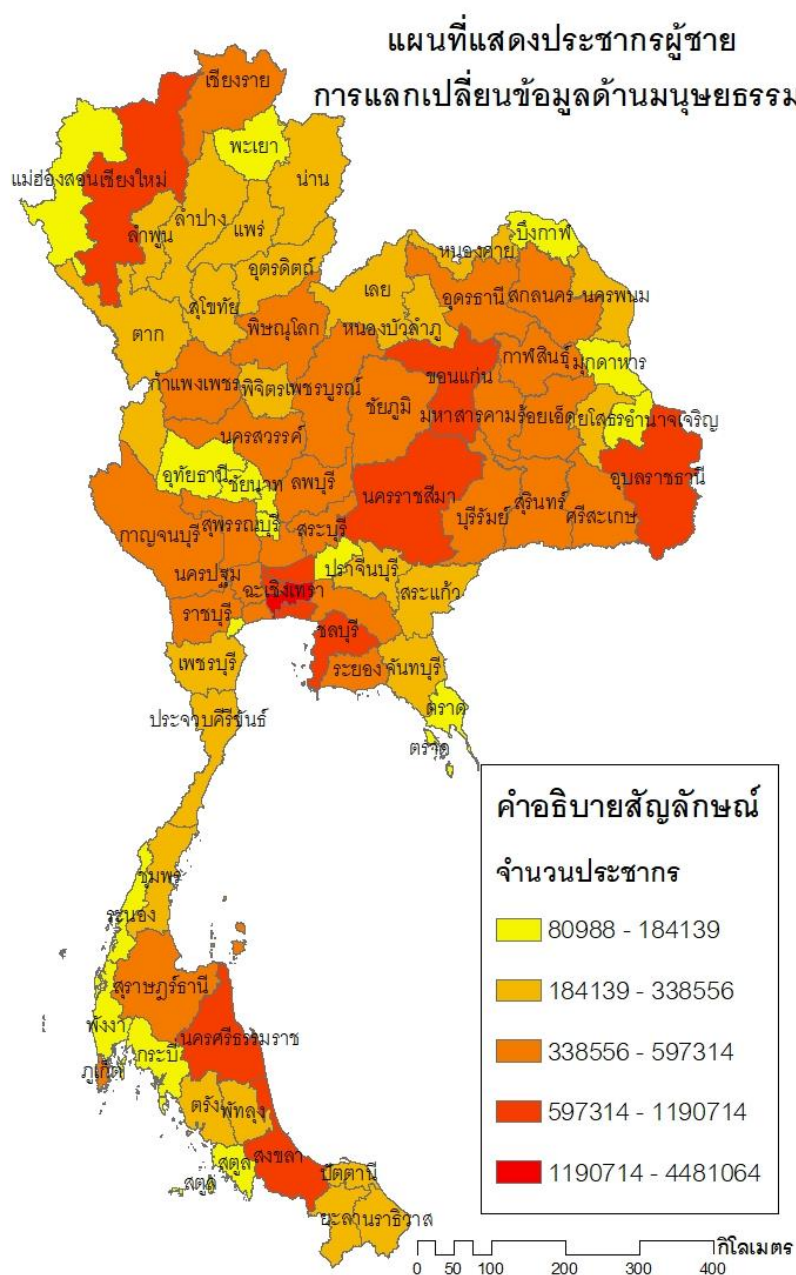 แผนที่แสดงประชากรผู้ชาย
การแลกเปลี่ยนข้อมูลด้านมนุษยธรรม
เชียงราย
พะเยา
แม่ฮ่องสอน
เชียงใหม่
น่าน
ลำปาง
แพร่
ลำพูน
อุตรดิตถ์
บึงกาฬ
หนองคาย
เลย
อุดรธานี
สกลนคร
นครพนม
สุโขทัย
ตาก
พิษณุโลก
หนองบัวลำภู
กาฬสินธุ์
มุกดาหาร
ขอนแก่น
กำแพงเพชร
พิจิตร
เพชรบูรณ์
ชัยภูมิ
มหาสารคาม
ร้อยเอ็ด
ยโสธร
อำนาจเจริญ
นครสวรรค์
อุทัยธานี
ชัยนาท
ลพบุรี
นครราชสีมา
บุรีรัมย์
สุรินทร์
ศรีสะเกษ
อุบลราชธานี
กาญจนบุรี
สุพรรณบุรี
สระบุรี
ปราจีนบุรี
นครปฐม
ฉะเชิงเทรา
สระแก้ว
ราชบุรี
ชลบุรี
เพชรบุรี
ระยอง
จันทบุรี
ตราด
ตราด
ประจวบคีรีขันธ์
ชุมพร
ระนอง
สุราษฎร์ธานี
พังงา
นครศรีธรรมราช
กระบี่
ภูเก็ต
ตรัง
พัทลุง
สตูล
สงขลา
สตูล
ปัตตานี
ยะลา
นราธิวาส
คำอธิบายสัญลักษณ์
จำนวนประชากร
80988 - 184139
184139 - 338556
338556 - 597314
597314 - 1190714
1190714 - 4481064
กิโลเมตร
0 50 100 200 300 400